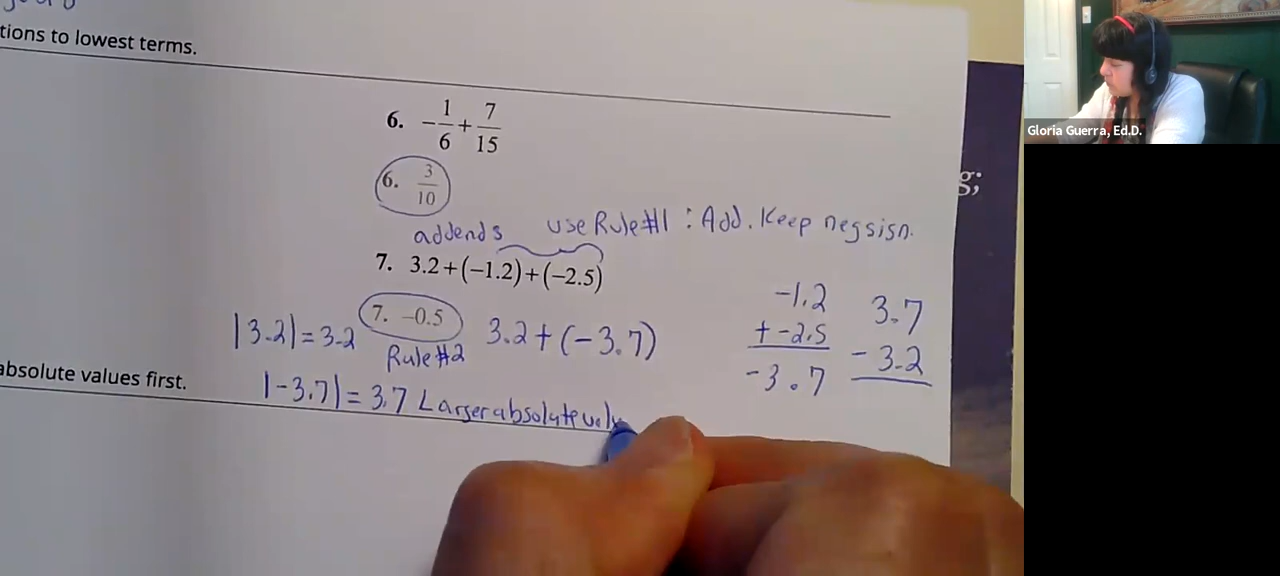 tions to lowest terms.
6. -1/6 + 7/15
6. 3/10
addends use Rule #1 : Add. Keep neg sign.
7. 3.2+(−1.2)+(−2.5)
7. −0.5
3.2+(-3.7)
|3.2|=3.2
Rule #2
absolute values first.
|-3.7|= 3.7 Larger absolute
-1.2
+ -2.5
-3.7
3.7
- 3.2
g;
Gloria Guerra, Ed.D.